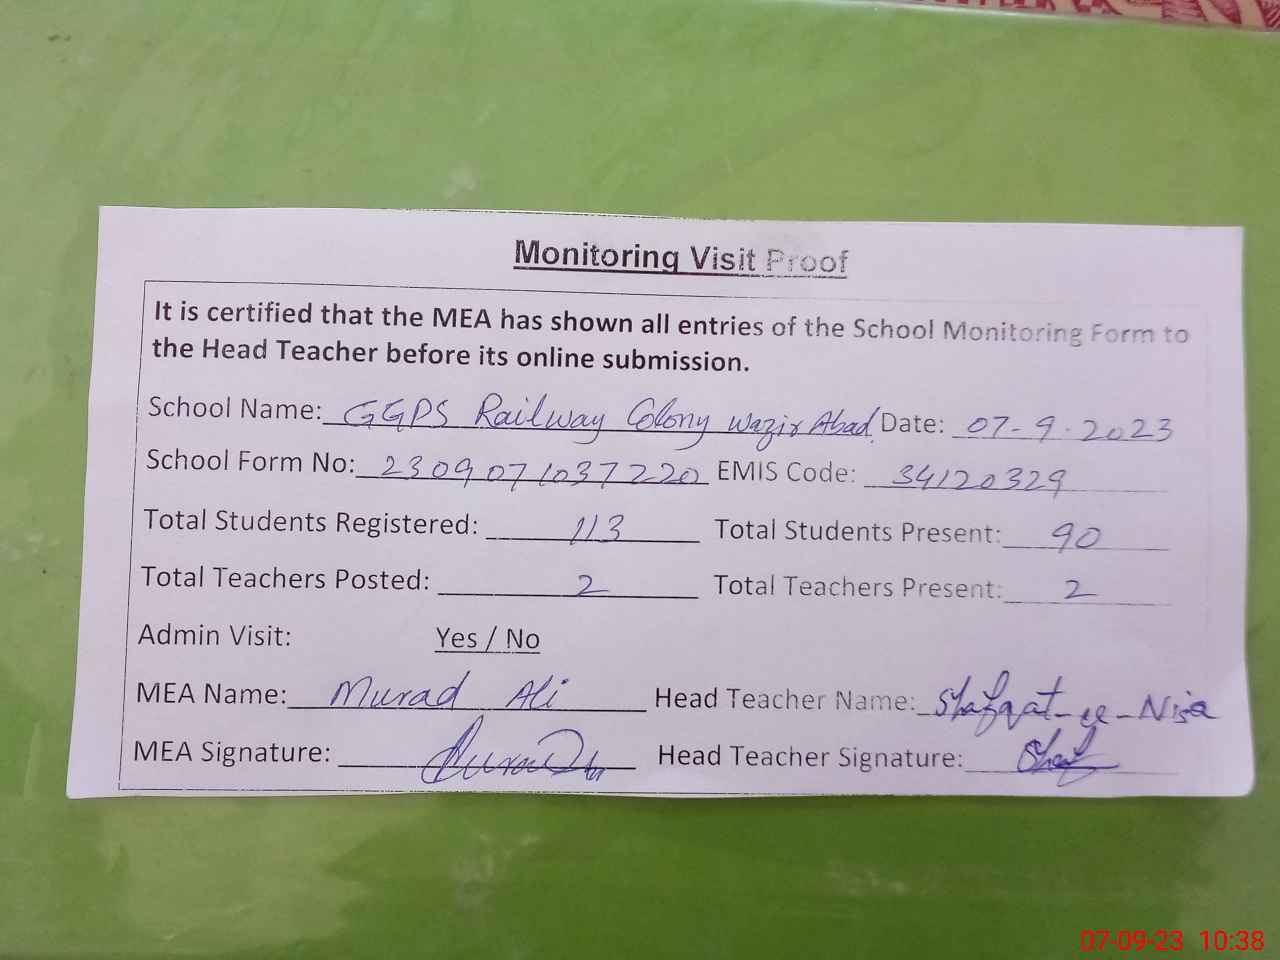 Monitoring Visit Proof
It is certified that the MEA has shown all entries of the School Monitoring Form to
the Head Teacher before its online submission.
School Name: GGPS Railway Colony Wazir Abad Date: 07-9-2023
School Form No: 2309071037220 EMIS Code: 34120329
Total Students Registered: 113 Total Students Present: 90
Total Teachers Posted: 2 Total Teachers Present: 2
Admin Visit: Yes / No
MEA Name: Murad Ali Head Teacher Name: Shafqat-un-Nisa
MEA Signature: Head Teacher Signature:
07-09-23 10:38